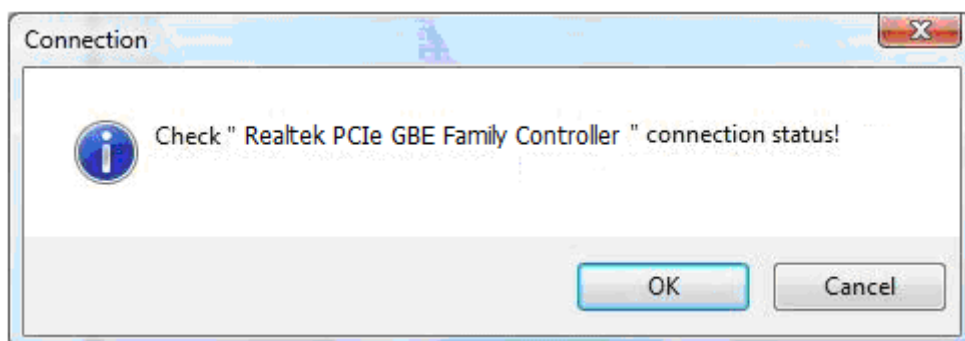 Connection
Check " Realtek PCIe GBE Family Controller " connection status!
OK
Cancel